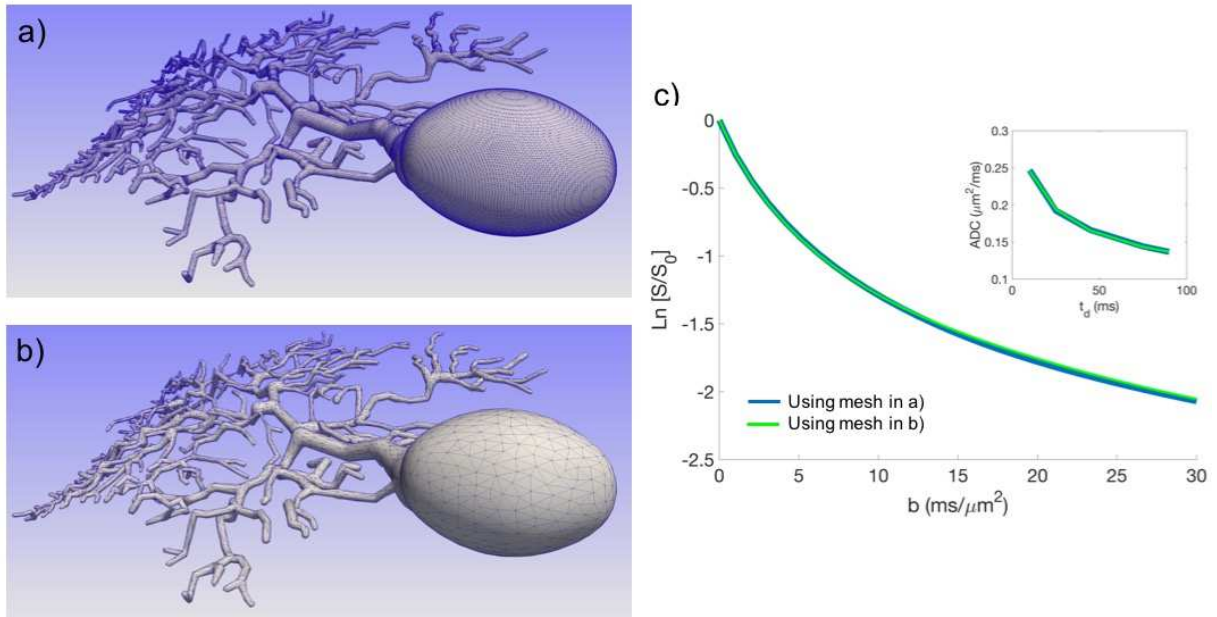 a)
b)
c)
0
-0.5
-1
-1.5
-2
-2.5
Ln [S/S0]
0
5
10
15
20
25
30
b (ms/μm²)
Using mesh in a)
Using mesh in b)
0.3
0.25
0.2
0.15
0.1
ADC (μm²/ms)
0
50
100
t_d (ms)